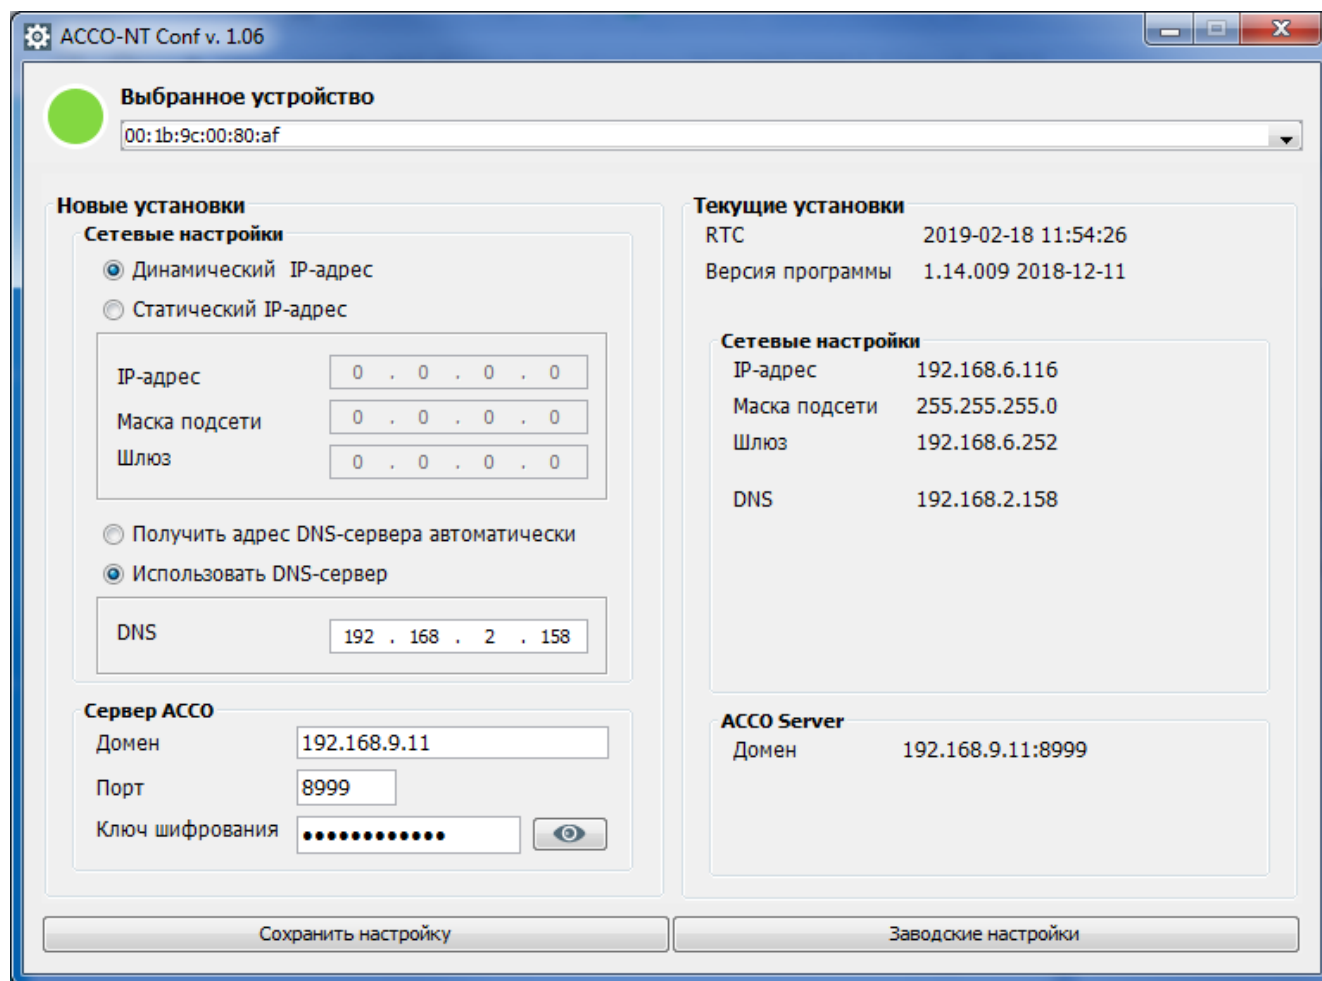 ACCO-NT Conf v. 1.06
Выбранное устройство
00:1b:9c:00:80:af
Новые установки
Сетевые настройки
Динамический IP-адрес
Статический IP-адрес
IP-адрес 0 . 0 . 0 . 0
Маска подсети 0 . 0 . 0 . 0
Шлюз 0 . 0 . 0 . 0
Получить адрес DNS-сервера автоматически
Использовать DNS-сервер
DNS 192 . 168 . 2 . 158
Сервер ACCO
Домен 192.168.9.11
Порт 8999
Ключ шифрования ••••••••••••
Текущие установки
RTC 2019-02-18 11:54:26
Версия программы 1.14.009 2018-12-11
Сетевые настройки
IP-адрес 192.168.6.116
Маска подсети 255.255.255.0
Шлюз 192.168.6.252
DNS 192.168.2.158
ACCO Server
Домен 192.168.9.11:8999
Сохранить настройку
Заводские настройки